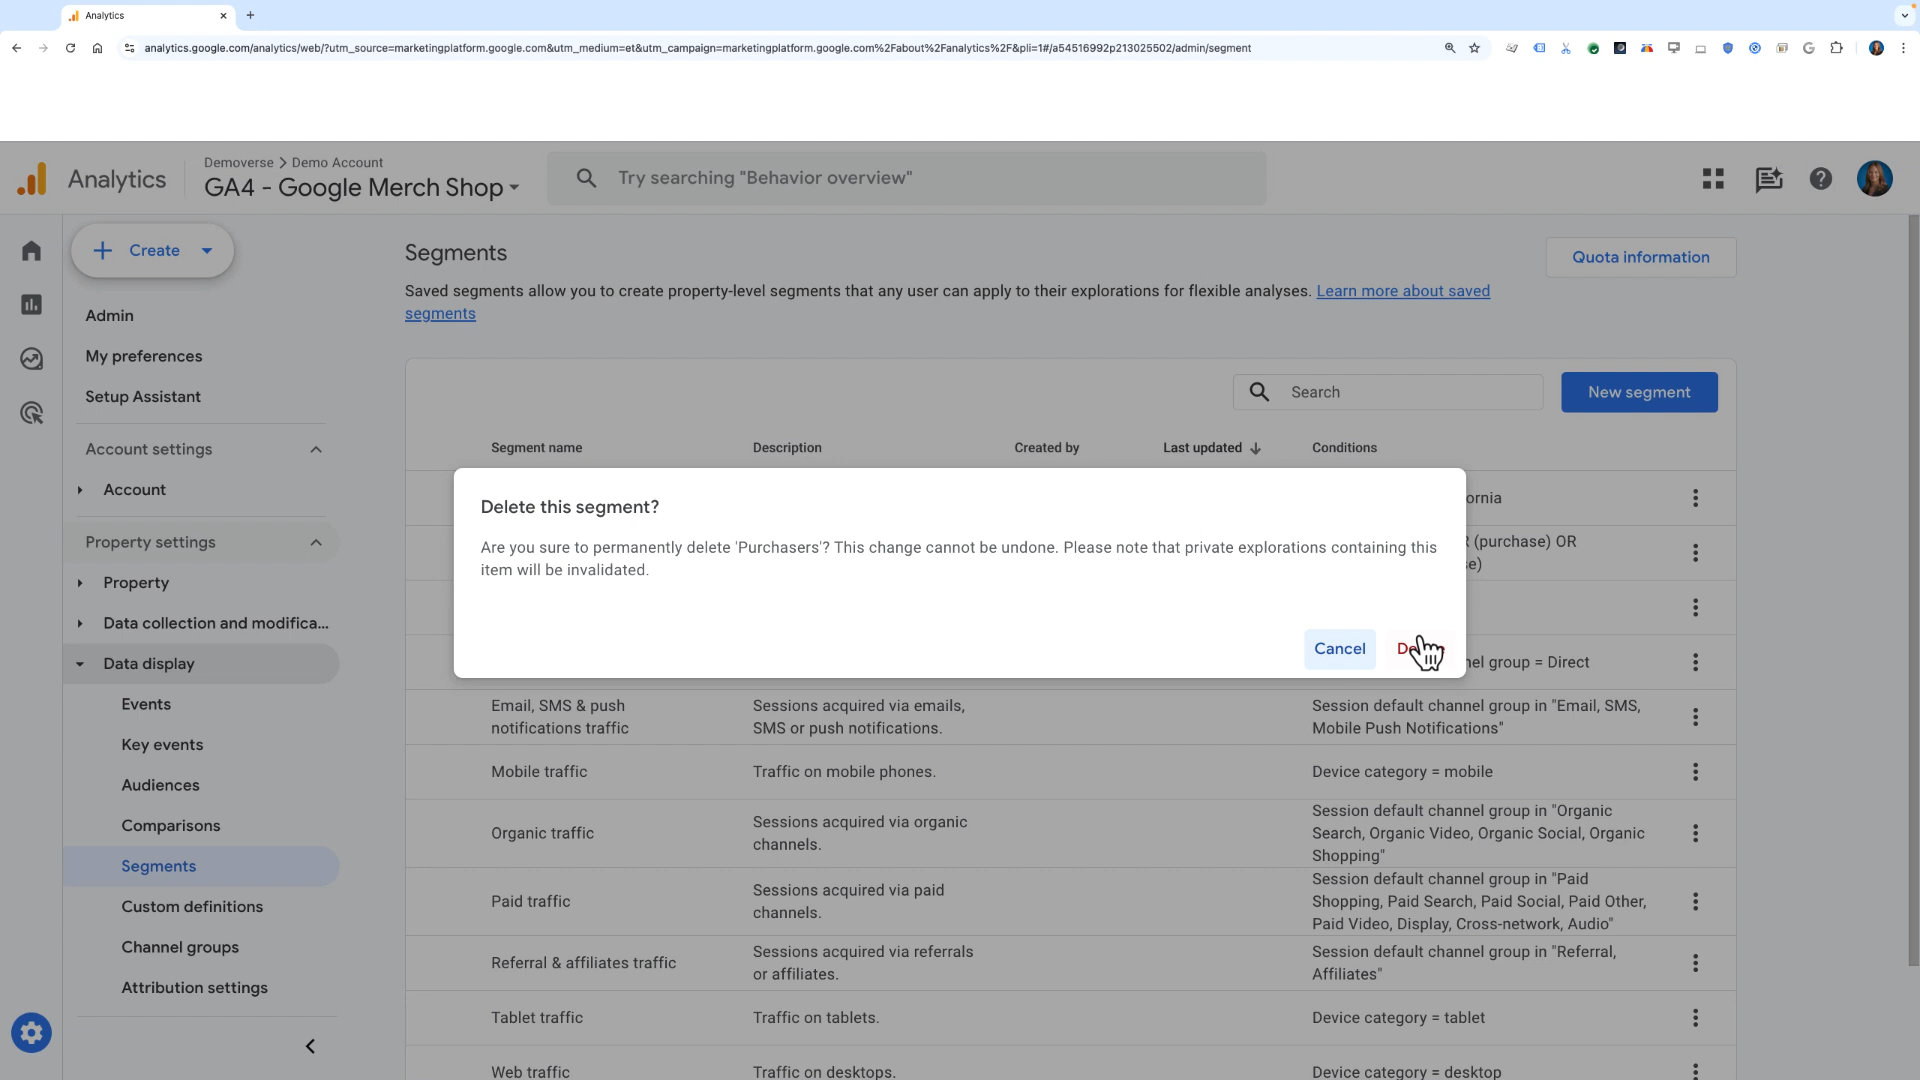 Analytics
analytics.google.com/analytics/web/?utm_source=marketingplatform.google.com&utm_medium=et&utm_campaign=marketingplatform.google.com%2Fabout%2Fanalytics%2F&pli=1#/a54516992p213025502/admin/segment
Analytics
Demoverse > Demo Account
GA4 - Google Merch Shop
Try searching "Behavior overview"
Create
Admin
My preferences
Setup Assistant
Account settings
Account
Property settings
Property
Data collection and modifica...
Data display
Events
Key events
Audiences
Comparisons
Segments
Custom definitions
Channel groups
Attribution settings
Segments
Quota information
Saved segments allow you to create property-level segments that any user can apply to their explorations for flexible analyses. Learn more about saved
segments
Search
New segment
Segment name Description Created by Last updated Conditions
ornia
(purchase) OR
se)
Delete this segment?
Are you sure to permanently delete 'Purchasers'? This change cannot be undone. Please note that private explorations containing this
item will be invalidated.
Cancel
nel group = Direct
Email, SMS & push
notifications traffic
Sessions acquired via emails,
SMS or push notifications.
Session default channel group in "Email, SMS,
Mobile Push Notifications"
Mobile traffic
Traffic on mobile phones.
Device category = mobile
Organic traffic
Sessions acquired via organic
channels.
Session default channel group in "Organic
Search, Organic Video, Organic Social, Organic
Shopping"
Paid traffic
Sessions acquired via paid
channels.
Session default channel group in "Paid
Shopping, Paid Search, Paid Social, Paid Other,
Paid Video, Display, Cross-network, Audio"
Referral & affiliates traffic
Sessions acquired via referrals
or affiliates.
Session default channel group in "Referral,
Affiliates"
Tablet traffic
Traffic on tablets.
Device category = tablet
Web traffic
Traffic on desktops.
Device category = desktop